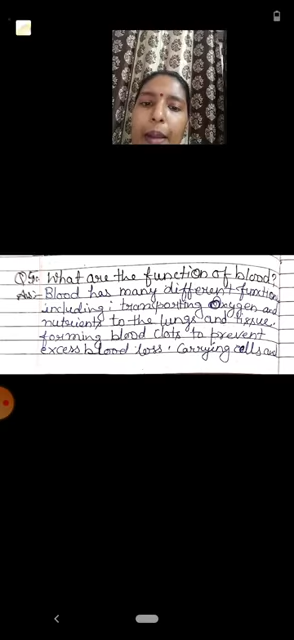 Q5:- What are the function of blood?
Ans:- Blood has many different function
including: transporting Oxygen and
nutrients to the lungs and tissue.
forming blood clots to prevent
excess blood loss. Carrying cells and